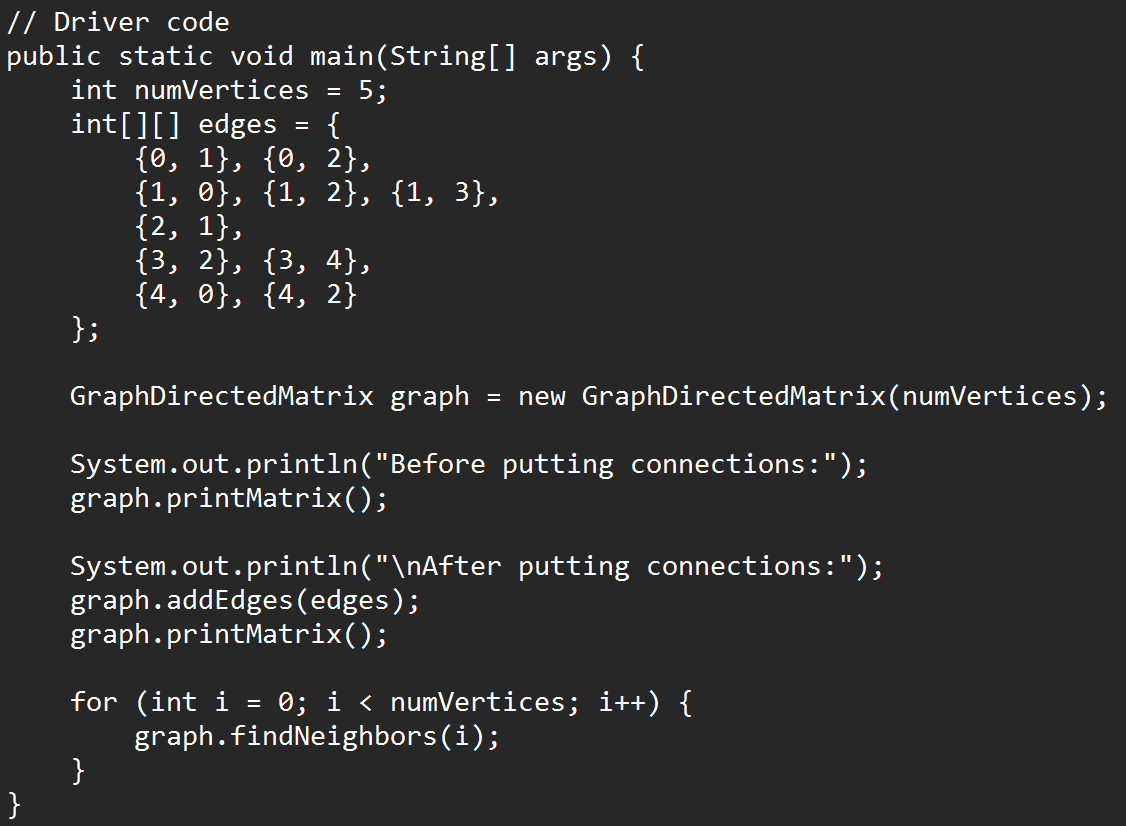 // Driver code
public static void main(String[] args) {
    int numVertices = 5;
    int[][] edges = {
        {0, 1}, {0, 2},
        {1, 0}, {1, 2}, {1, 3},
        {2, 1},
        {3, 2}, {3, 4},
        {4, 0}, {4, 2}
    };

    GraphDirectedMatrix graph = new GraphDirectedMatrix(numVertices);

    System.out.println("Before putting connections:");
    graph.printMatrix();

    System.out.println("\nAfter putting connections:");
    graph.addEdges(edges);
    graph.printMatrix();

    for (int i = 0; i < numVertices; i++) {
        graph.findNeighbors(i);
    }
}